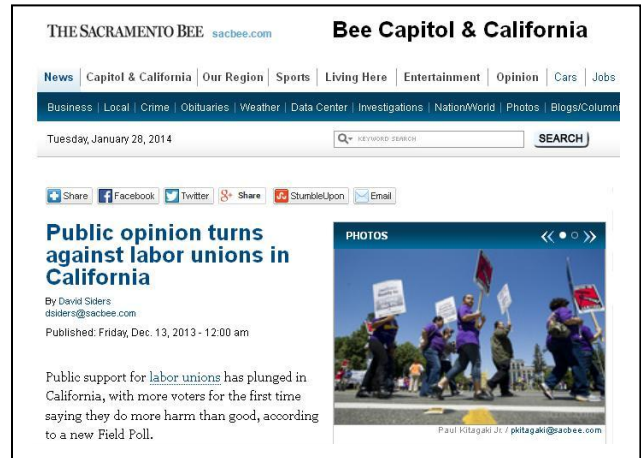 THE SACRAMENTO BEE sacbee.com
Bee Capitol & California
News | Capitol & California | Our Region | Sports | Living Here | Entertainment | Opinion | Cars | Jobs
Business | Local | Crime | Obituaries | Weather | Data Center | Investigations | Nation/World | Photos | Blogs/Columni
Tuesday, January 28, 2014
KEYWORD SEARCH
SEARCH
Share Facebook Twitter Share StumbleUpon Email
Public opinion turns
against labor unions in
California
By David Siders
dsiders@sacbee.com
Published: Friday, Dec. 13, 2013 - 12:00 am
Public support for labor unions has plunged in
California, with more voters for the first time
saying they do more harm than good, according
to a new Field Poll.
PHOTOS
Paul Kitagaki Jr. / pkitagaki@sacbee.com